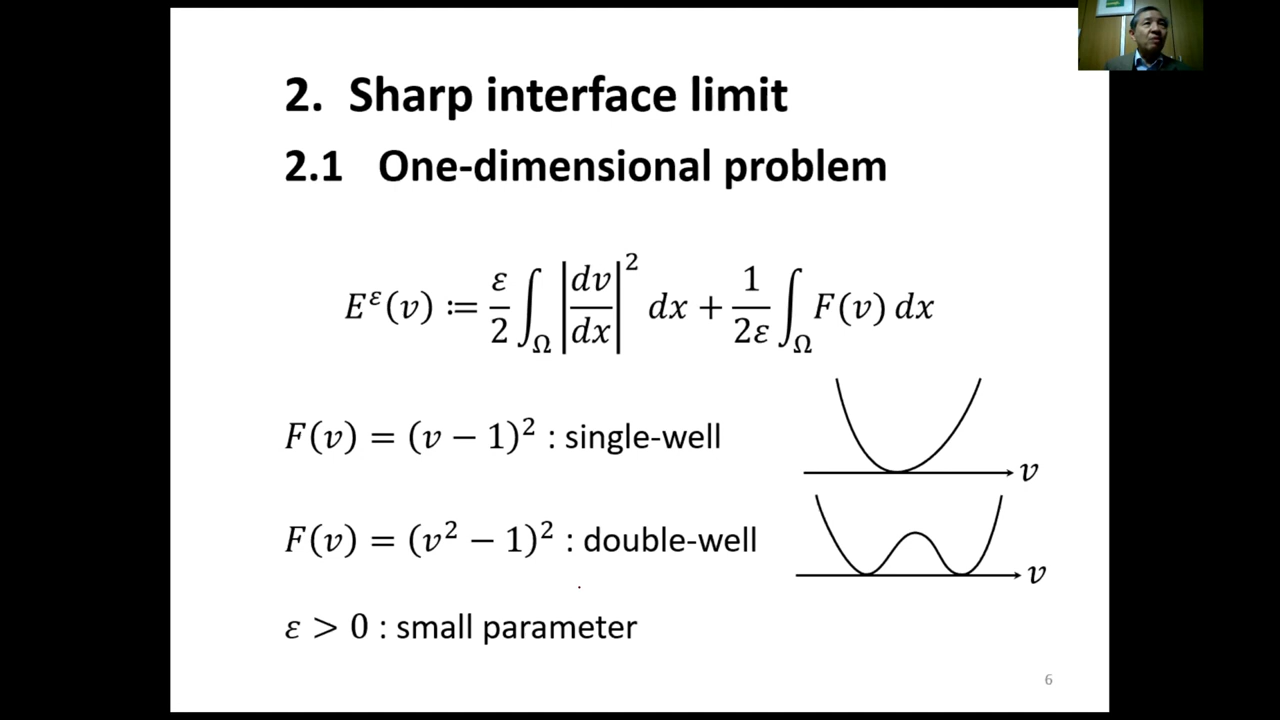 2. Sharp interface limit
2.1 One-dimensional problem
E^ε(v) ≔ ε/2 ∫_Ω |dv/dx|^2 dx + 1/2ε ∫_Ω F(v) dx
F(v) = (v − 1)^2 : single-well
v
F(v) = (v^2 − 1)^2 : double-well
v
ε > 0 : small parameter
6